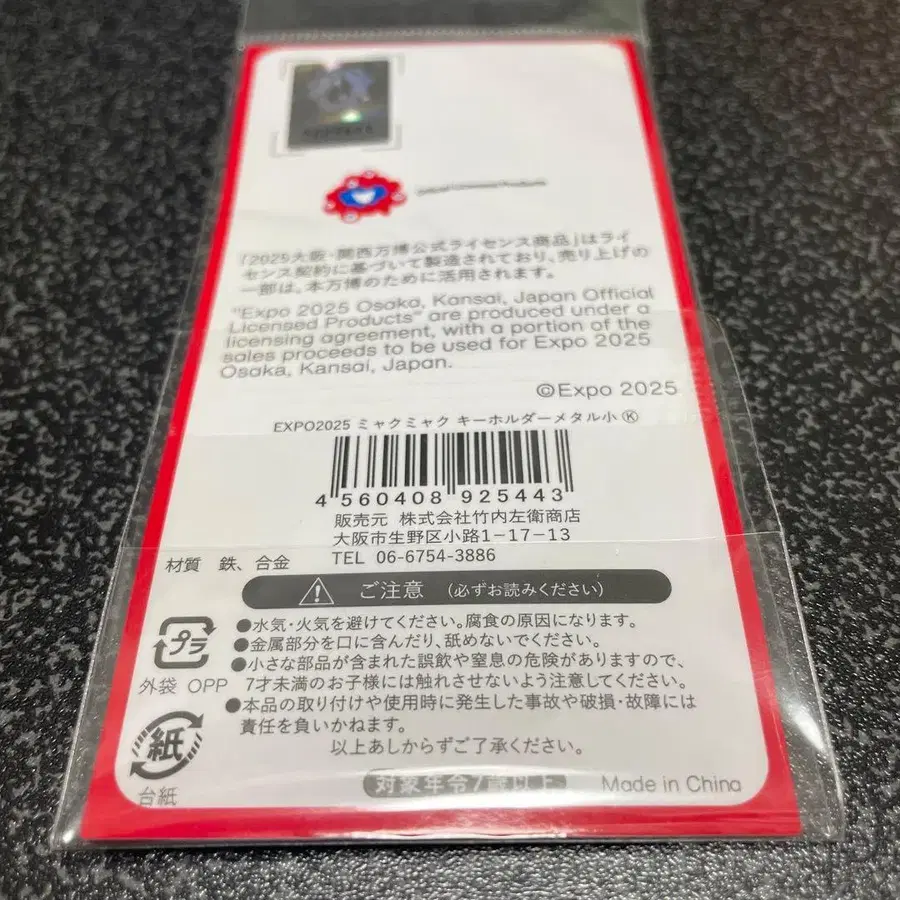 Official Licensed Products
「2025大阪・関西万博公式ライセンス商品」はライ
センス契約に基づいて製造されており、売り上げの
一部は、本万博のために活用されます。
"Expo 2025 Osaka, Kansai, Japan Official
Licensed Products" are produced under a
licensing agreement, with a portion of the
sales proceeds to be used for Expo 2025
Osaka, Kansai, Japan.
©Expo 2025
EXPO2025 ミャクミャク キーホルダーメタル小 Ⓚ
4 560408 925443
販売元 株式会社竹内左衛商店
大阪市生野区小路1-17-13
TEL 06-6754-3886
材質 鉄、合金
ご注意 (必ずお読みください)
●水気・火気を避けてください。腐食の原因になります。
●金属部分を口に含んだり、舐めないでください。
●小さな部品が含まれた誤飲や窒息の危険がありますので、
7才未満のお子様には触れさせないよう注意してください。
●本品の取り付けや使用時に発生した事故や破損・故障には
責任を負いかねます。
以上あしからずご了承ください。
プラ
外袋 OPP
紙
台紙
対象年令7歳以上
Made in China